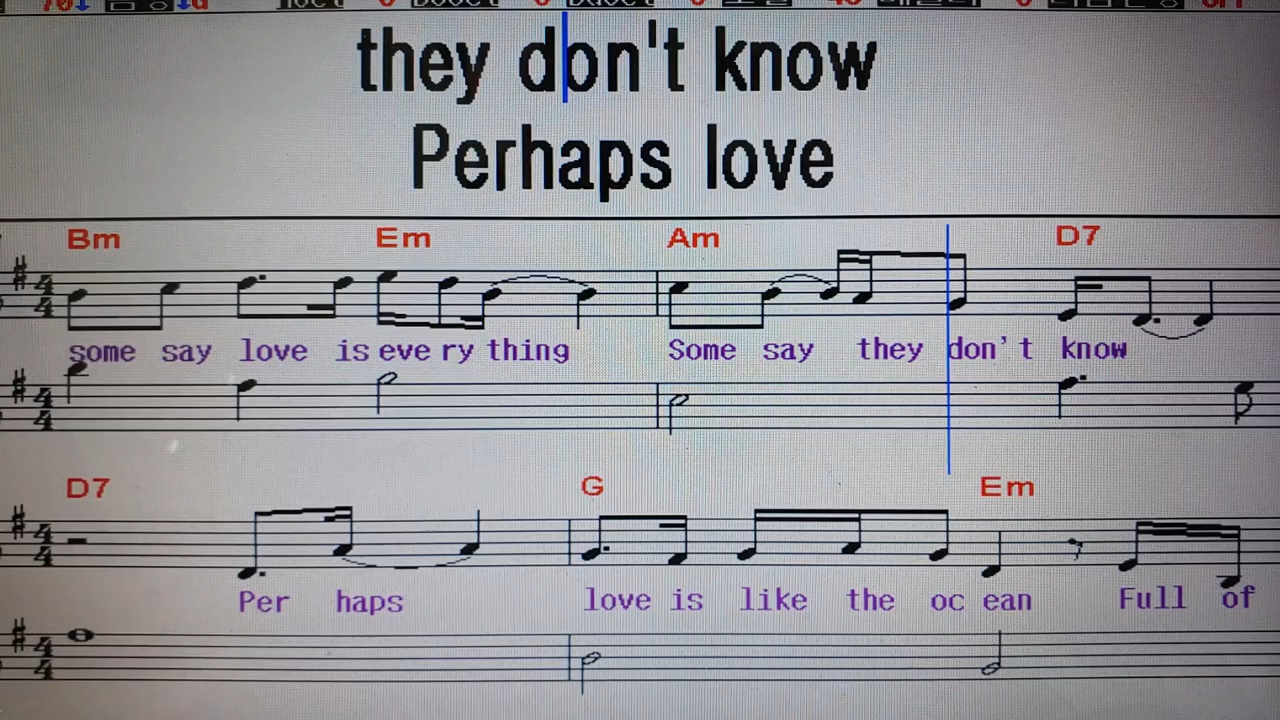 they don't know
Perhaps love
Bm Em Am D7
some say love is eve ry thing Some say they don't know
D7 G Em
Per haps love is like the oc ean Full of